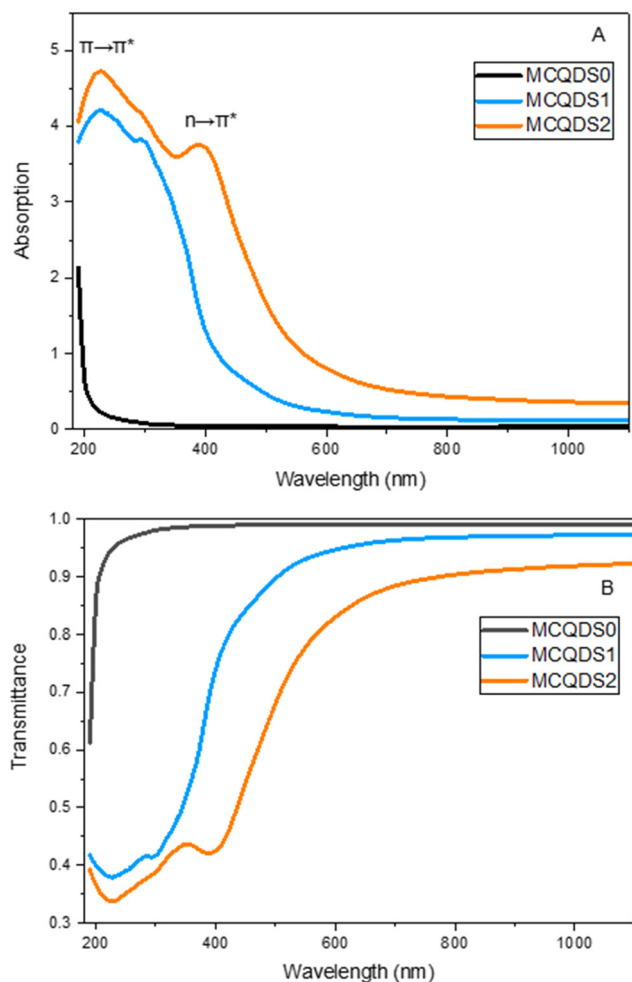 A
π→π*
n→π*
MCQDS0
MCQDS1
MCQDS2
5
4
3
2
1
0
Absorption
200 400 600 800 1000
Wavelength (nm)
B
MCQDS0
MCQDS1
MCQDS2
1.0
0.9
0.8
0.7
0.6
0.5
0.4
0.3
Transmittance
200 400 600 800 1000
Wavelength (nm)